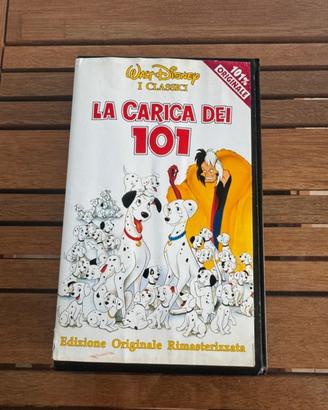 Walt Disney
I CLASSICI
101%
ORIGINALE
LA CARICA DEI
101
Edizione Originale Rimasterizzata